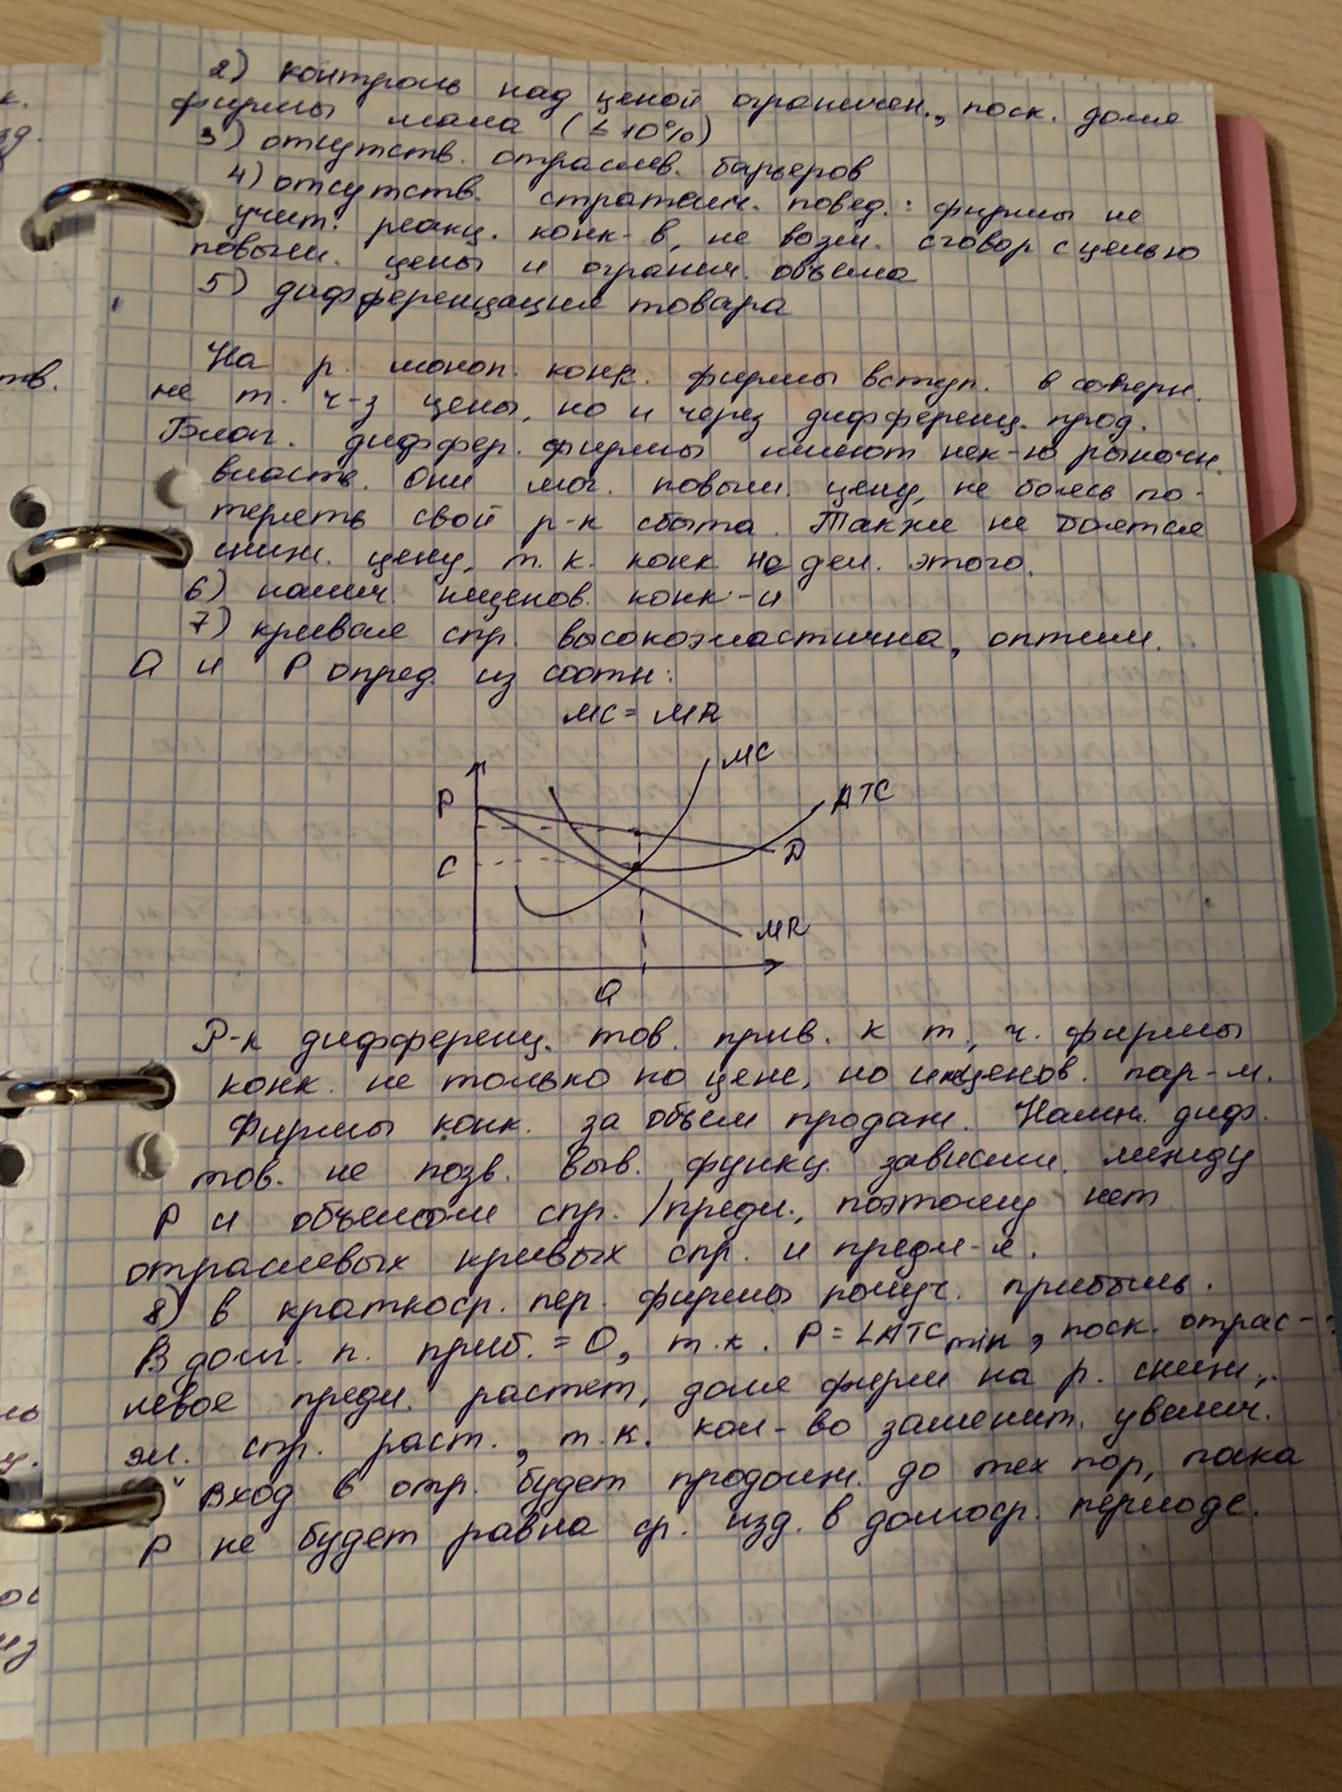 2) контроль над ценой ограничен., поск. доля
фирмы мала (≤ 10%)
3) отсутств. отраслев. барьеров
4) отсутств. стратегич. повед.: фирмы не
учит. реакц. конк-в, не возм. сговор с целью
повыш. цены и огранич. объема
5) дифференциация товара
На р. моноп. конк. фирмы вступ. в соперн.
не т. ч-з цены, но и через дифференц. прод.
Благ. диффер. фирмы имеют нек-ю рыночн.
власть. Они мог. повыш. цену, не боясь по-
терять свой р-к сбыта. Также не боятся
сниж. цену, т. к. конк. не дел. этого.
6) налич. неценов. конк-и
7) кривая спр. высокоэластична, оптим.
Q и P опред. из соотн:
MC = MR
MC
P
ATC
D
C
MR
Q
Р-к дифференц. тов. прив. к т., ч. фирмы
конк. не только по цене, но и неценов. пар-м.
Фирмы конк. за объем продаж. Налич. диф.
тов. не позв. выв. функц. зависим. между
P и объемом спр. /предл., поэтому нет
отраслевых кривых спр. и предл-я.
8) В краткоср. пер. фирмы получ. прибыль.
В долг. п. приб. = 0, т.к. P = LATCmin, поск. отрас-
левое предл. растет, доля фирм на р. сниж.,
эл. спр. раст., т.к. кол-во заменит. увелич.
Вход в отр. будет продолж. до тех пор, пока
P не будет равна ср. изд. в долгоср. периоде.